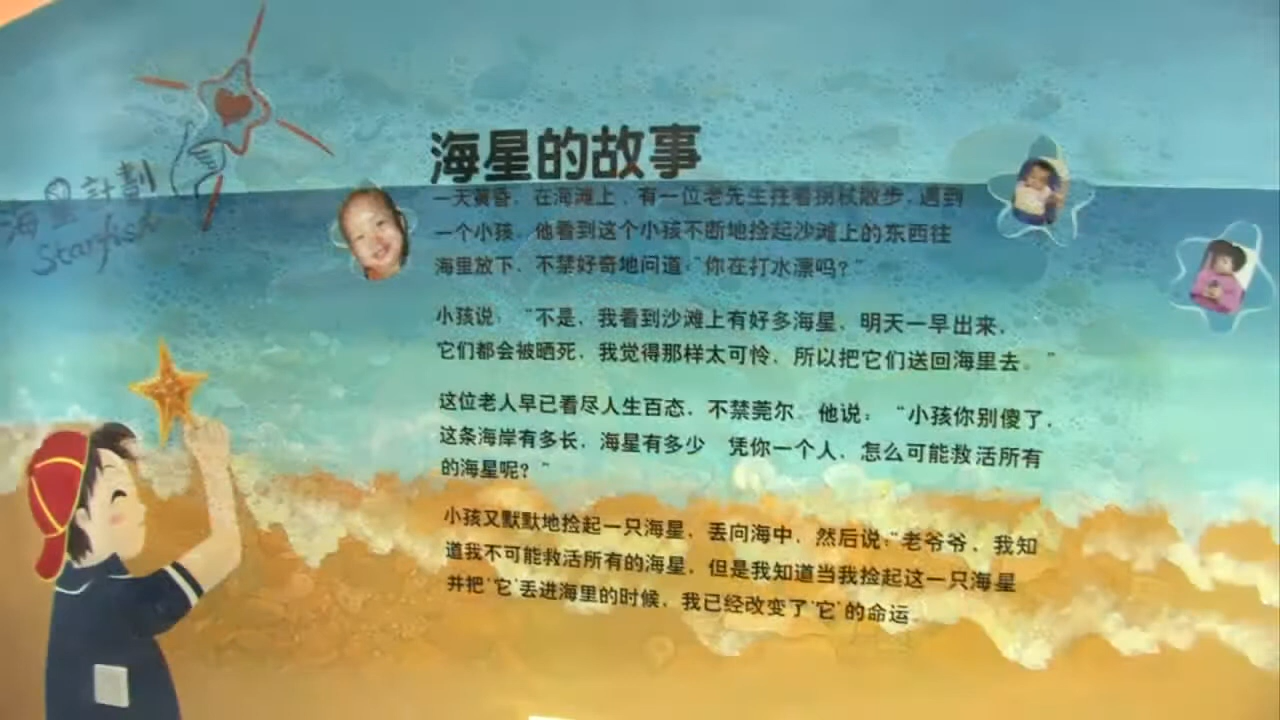 海星計劃
Starfish
海星的故事
一天黄昏，在海滩上，有一位老先生拄着拐杖散步，遇到
一个小孩。他看到这个小孩不断地捡起沙滩上的东西往
海里放下，不禁好奇地问道："你在打水漂吗？"
小孩说："不是，我看到沙滩上有好多海星，明天一早出来，
它们都会被晒死，我觉得那样太可怜，所以把它们送回海里去。"
这位老人早已看尽人生百态，不禁莞尔。他说："小孩你别傻了，
这条海岸有多长，海星有多少 凭你一个人，怎么可能救活所有
的海星呢？"
小孩又默默地捡起一只海星，丢向海中，然后说："老爷爷，我知
道我不可能救活所有的海星，但是我知道当我捡起这一只海星
并把'它'丢进海里的时候，我已经改变了'它'的命运。